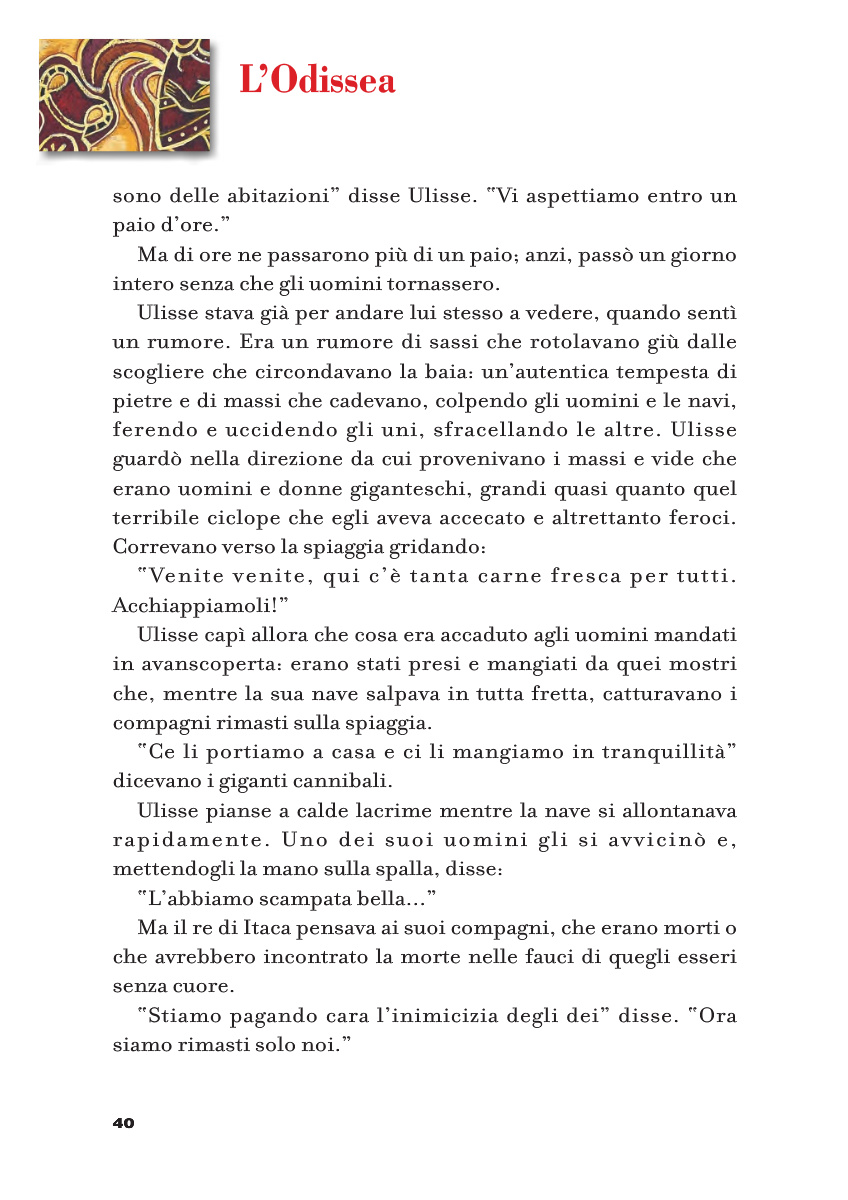 L’Odissea
sono delle abitazioni” disse Ulisse. “Vi aspettiamo entro un
paio d’ore.”
Ma di ore ne passarono più di un paio; anzi, passò un giorno
intero senza che gli uomini tornassero.
Ulisse stava già per andare lui stesso a vedere, quando sentì
un rumore. Era un rumore di sassi che rotolavano giù dalle
scogliere che circondavano la baia: un’autentica tempesta di
pietre e di massi che cadevano, colpendo gli uomini e le navi,
ferendo e uccidendo gli uni, sfracellando le altre. Ulisse
guardò nella direzione da cui provenivano i massi e vide che
erano uomini e donne giganteschi, grandi quasi quanto quel
terribile ciclope che egli aveva accecato e altrettanto feroci.
Correvano verso la spiaggia gridando:
“Venite venite, qui c’è tanta carne fresca per tutti.
Acchiappiamoli!”
Ulisse capì allora che cosa era accaduto agli uomini mandati
in avanscoperta: erano stati presi e mangiati da quei mostri
che, mentre la sua nave salpava in tutta fretta, catturavano i
compagni rimasti sulla spiaggia.
“Ce li portiamo a casa e ci li mangiamo in tranquillità”
dicevano i giganti cannibali.
Ulisse pianse a calde lacrime mentre la nave si allontanava
rapidamente. Uno dei suoi uomini gli si avvicinò e,
mettendogli la mano sulla spalla, disse:
“L’abbiamo scampata bella...”
Ma il re di Itaca pensava ai suoi compagni, che erano morti o
che avrebbero incontrato la morte nelle fauci di quegli esseri
senza cuore.
“Stiamo pagando cara l’inimicizia degli dei” disse. “Ora
siamo rimasti solo noi.”
40